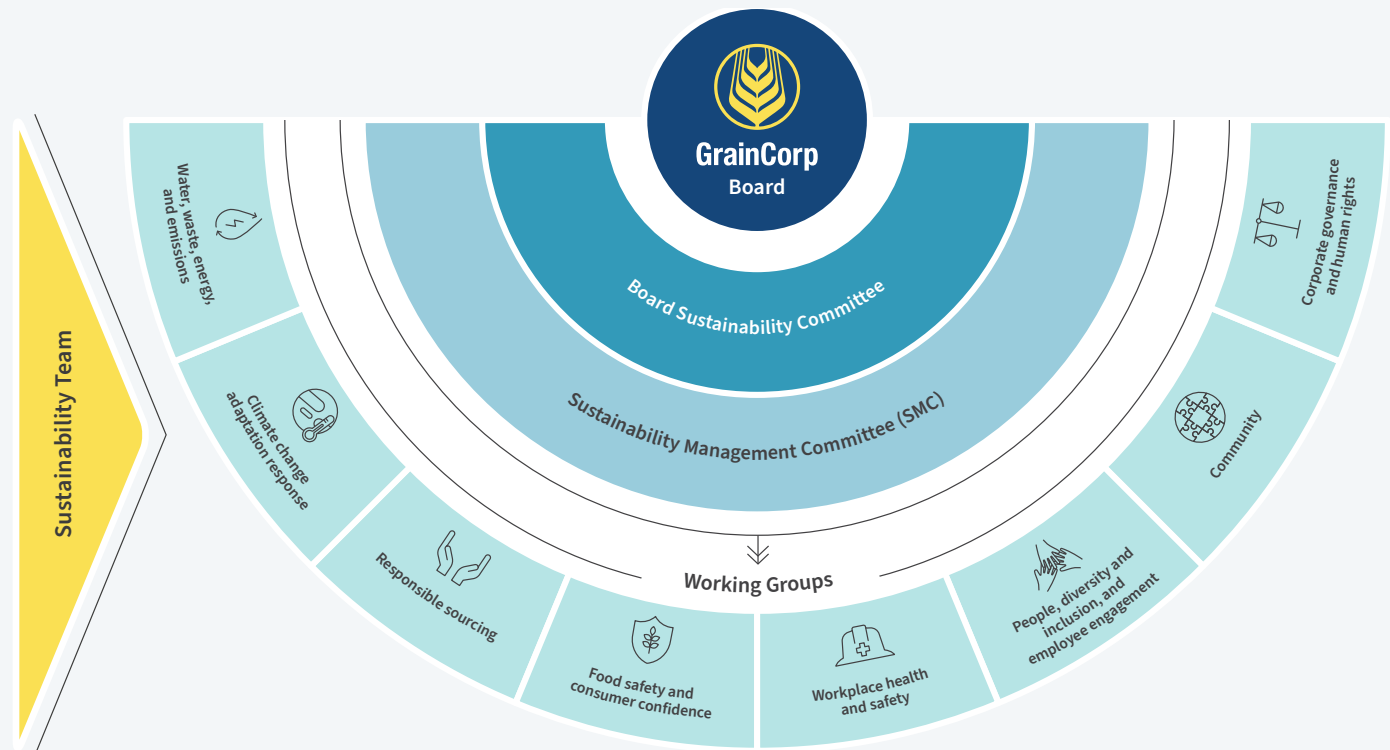 GrainCorp
Board
Board Sustainability Committee
Sustainability Management Committee (SMC)
Working Groups
Sustainability Team
Water, waste, energy,
and emissions
Climate change
adaptation response
Responsible sourcing
Food safety and
consumer confidence
Workplace health
and safety
People, diversity and
inclusion, and
employee engagement
Community
Corporate governance
and human rights